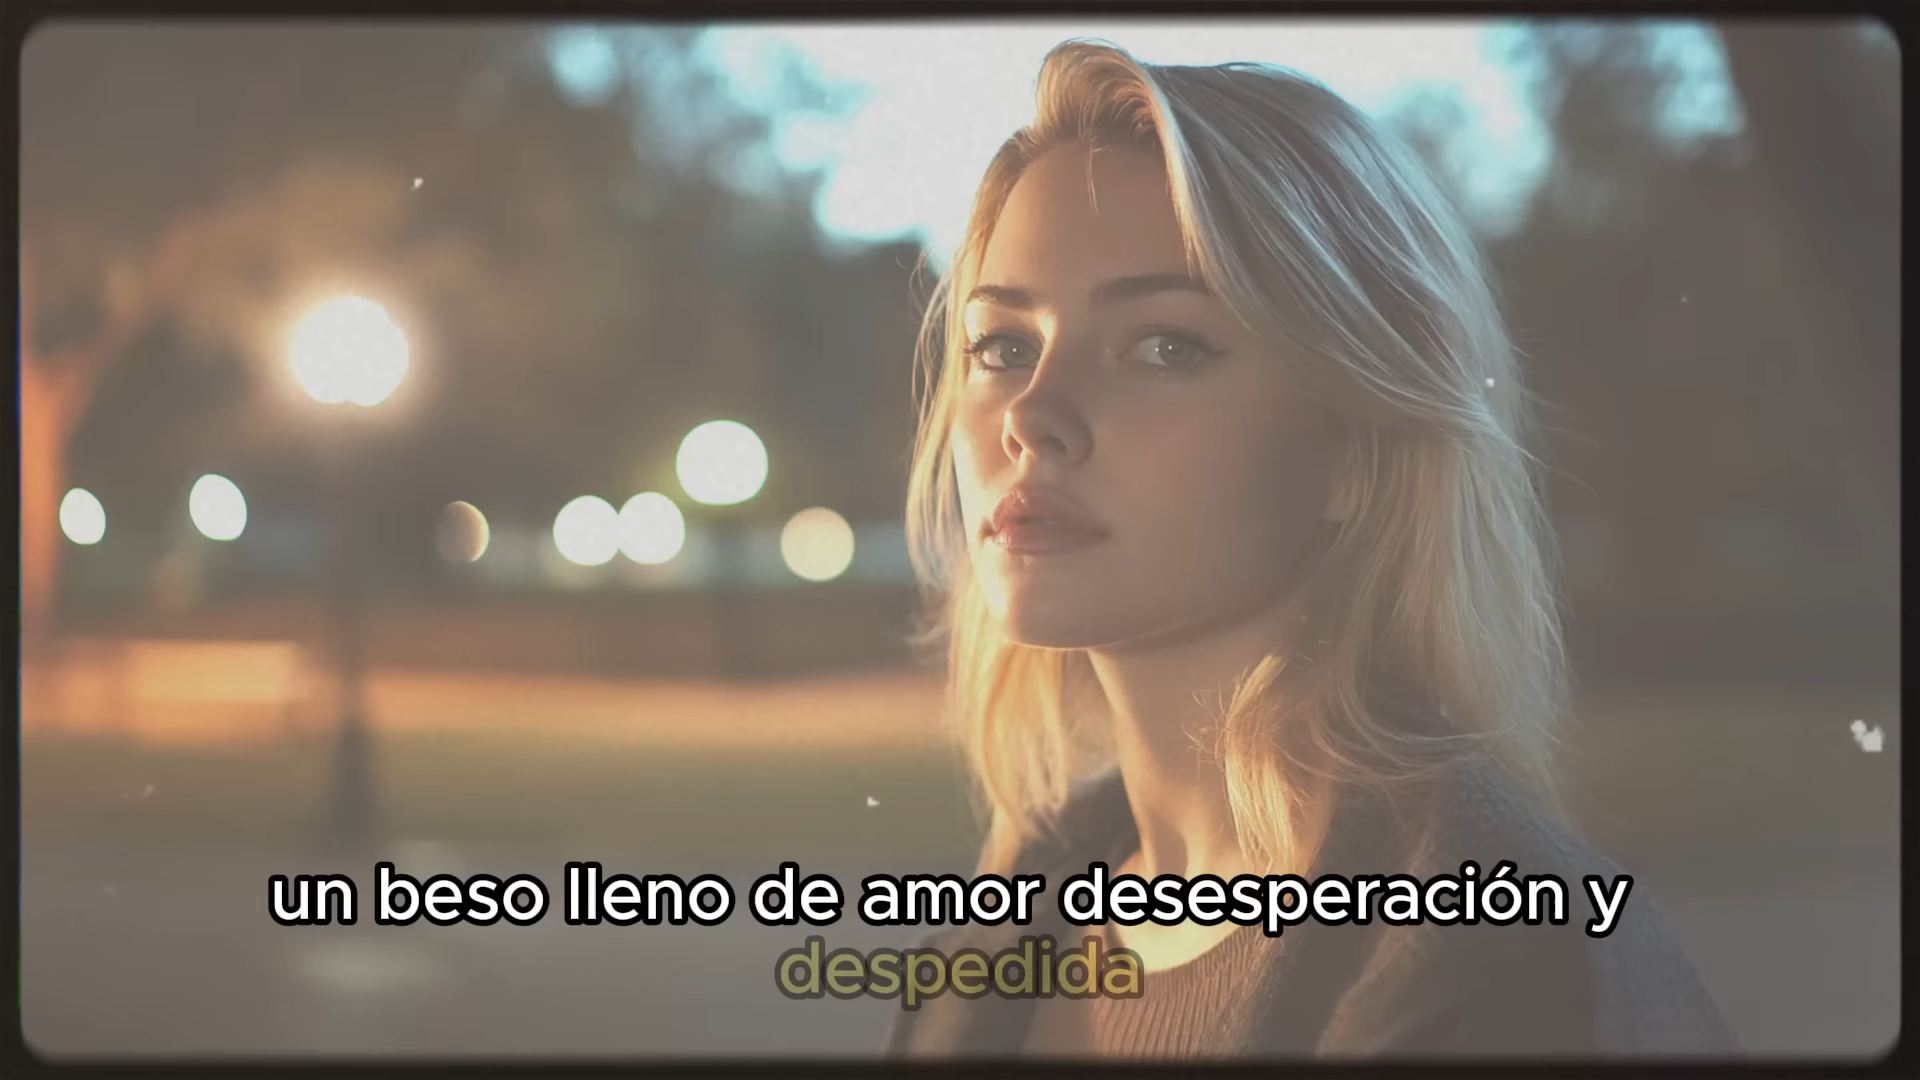 un beso lleno de amor desesperación y
despedida